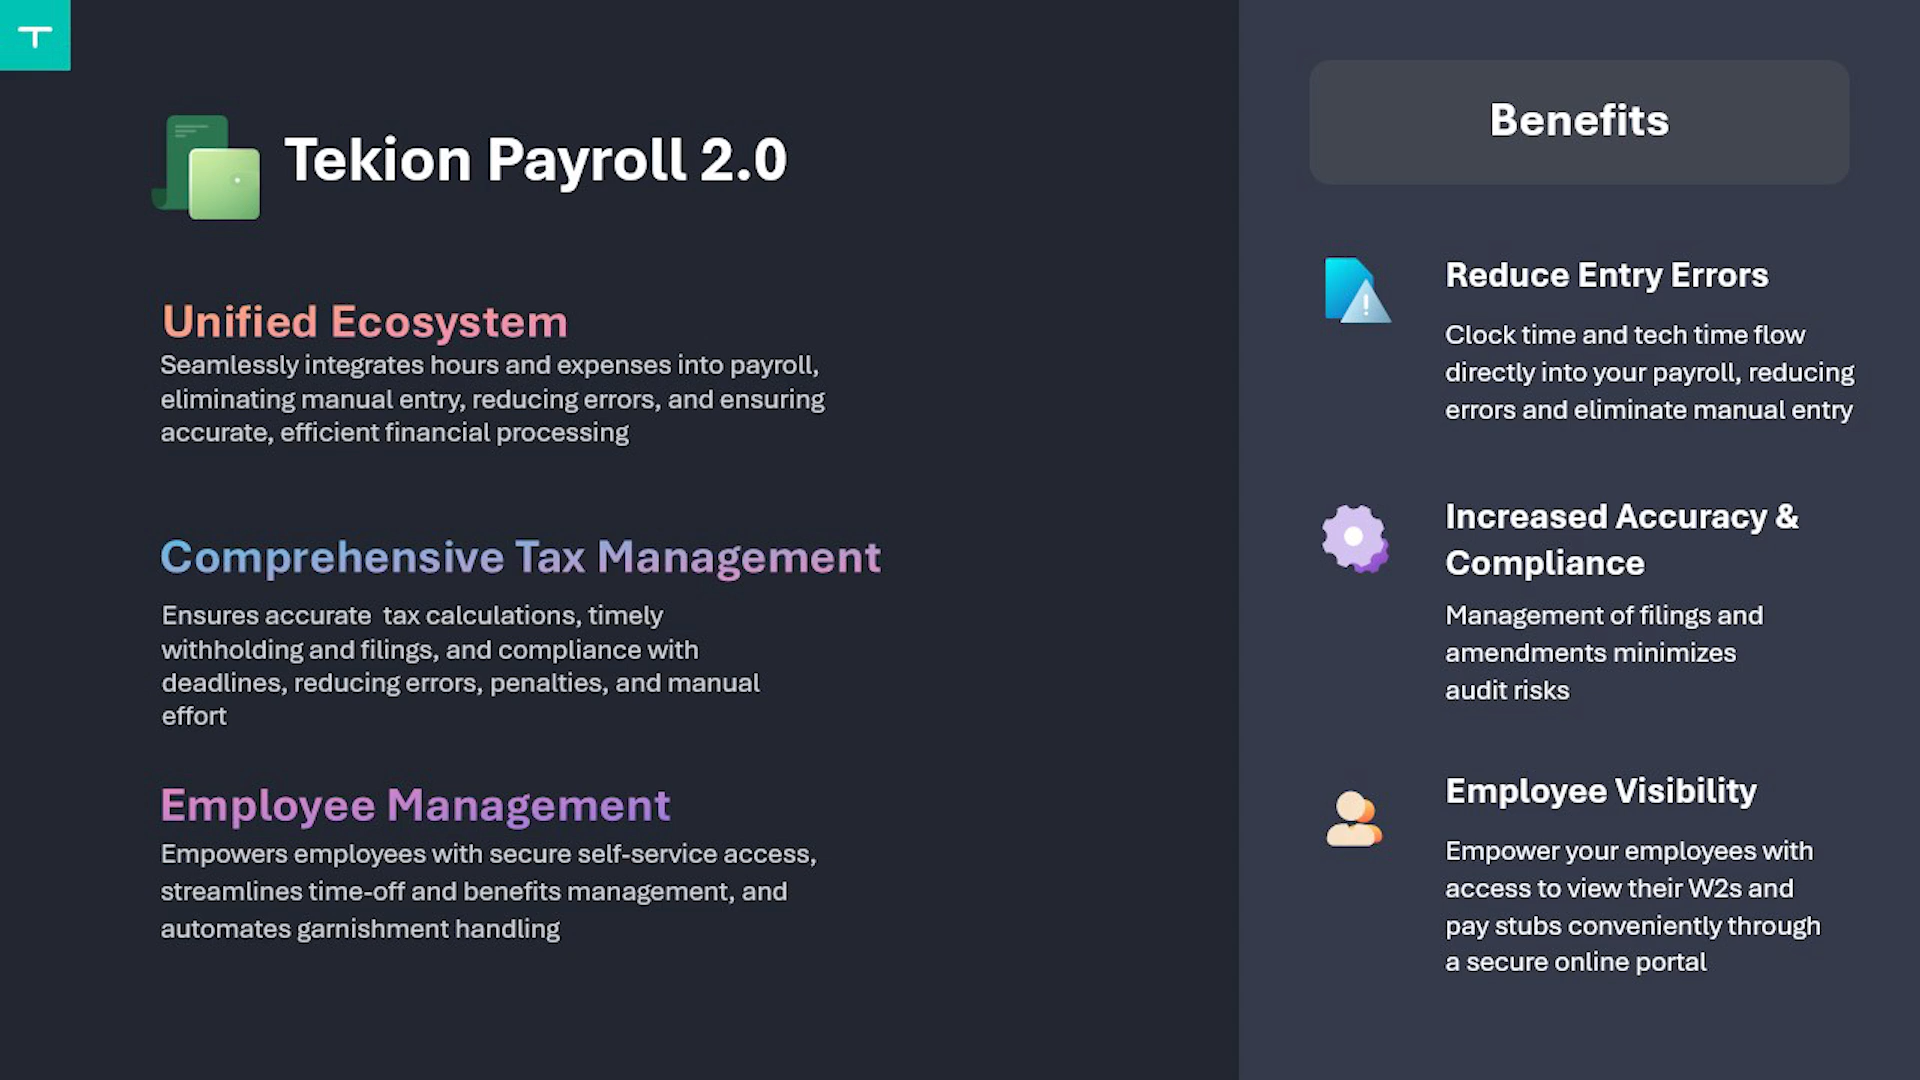 Tekion Payroll 2.0
Unified Ecosystem
Seamlessly integrates hours and expenses into payroll,
eliminating manual entry, reducing errors, and ensuring
accurate, efficient financial processing
Comprehensive Tax Management
Ensures accurate  tax calculations, timely
withholding and filings, and compliance with
deadlines, reducing errors, penalties, and manual
effort
Employee Management
Empowers employees with secure self-service access,
streamlines time-off and benefits management, and
automates garnishment handling
Benefits
Reduce Entry Errors
Clock time and tech time flow
directly into your payroll, reducing
errors and eliminate manual entry
Increased Accuracy &
Compliance
Management of filings and
amendments minimizes
audit risks
Employee Visibility
Empower your employees with
access to view their W2s and
pay stubs conveniently through
a secure online portal